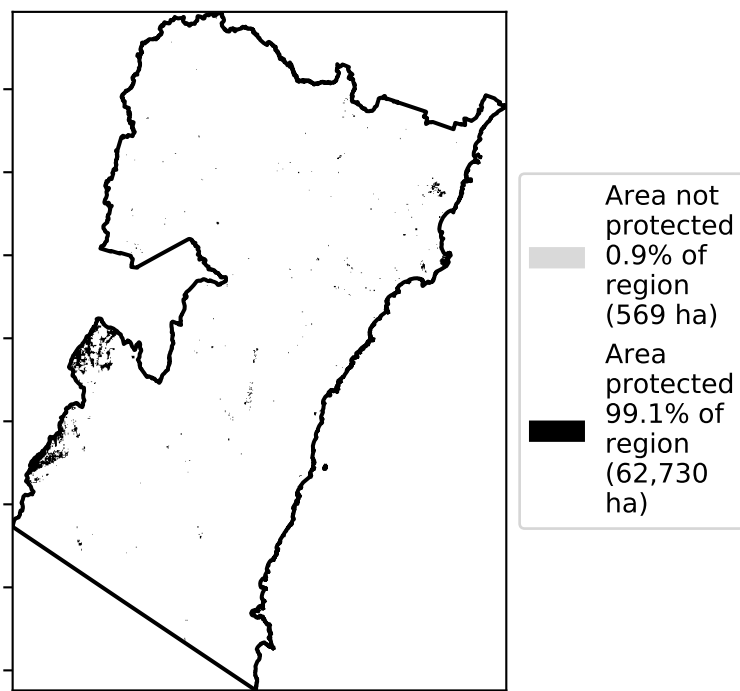 Area not
protected
0.9% of
region
(569 ha)
Area
protected
99.1% of
region
(62,730
ha)